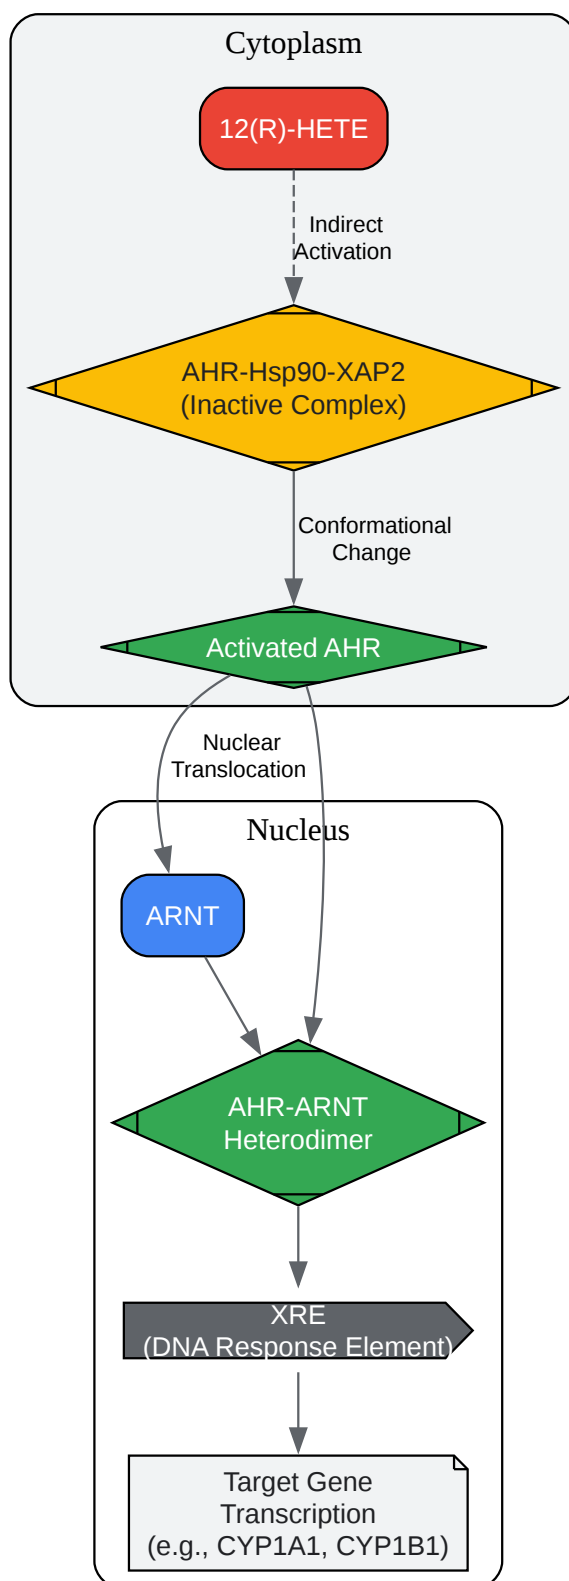 Cytoplasm
12(R)-HETE
Indirect
Activation
AHR-Hsp90-XAP2
(Inactive Complex)
Conformational
Change
Activated AHR
Nuclear
Translocation
Nucleus
ARNT
AHR-ARNT
Heterodimer
XRE
(DNA Response Element)
Target Gene
Transcription
(e.g., CYP1A1, CYP1B1)